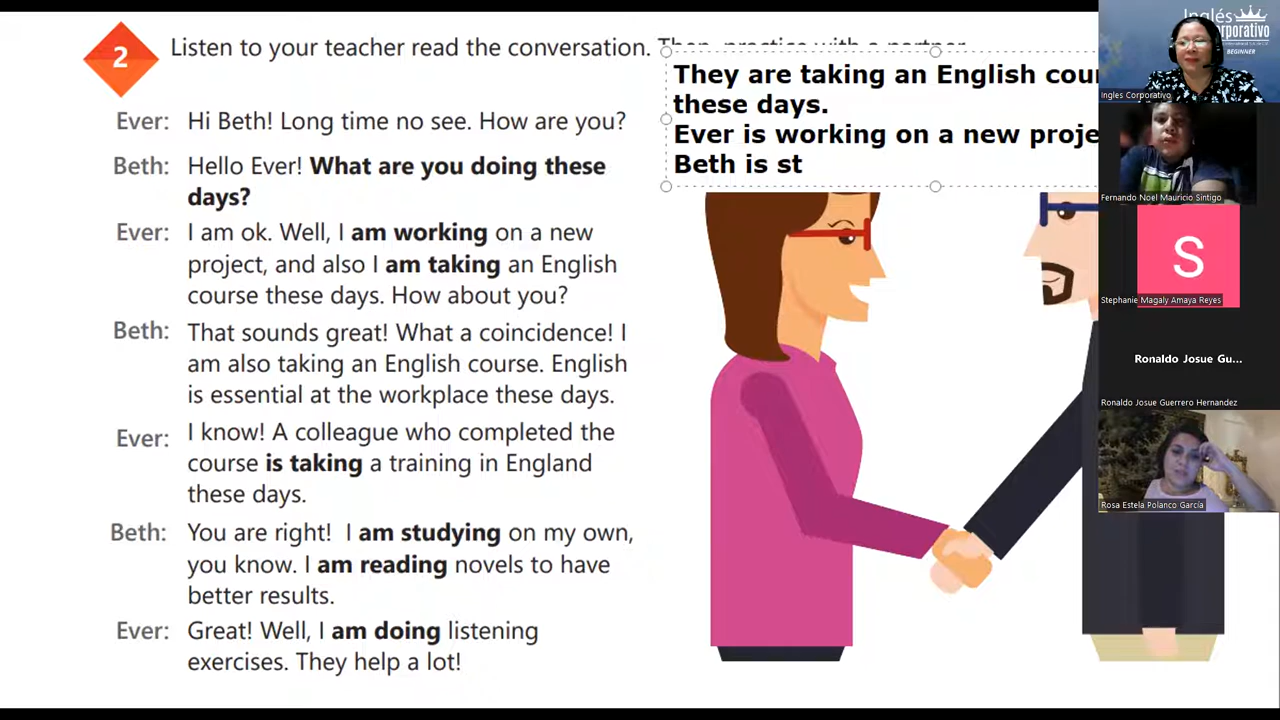 2
Listen to your teacher read the conversation. Then, practice with a partner.
They are taking an English
these days.
Ever is working on a new
Beth is st
Ever: Hi Beth! Long time no see. How are you?
Beth: Hello Ever! What are you doing these
days?
Ever: I am ok. Well, I am working on a new
project, and also I am taking an English
course these days. How about you?
Beth: That sounds great! What a coincidence! I
am also taking an English course. English
is essential at the workplace these days.
Ever: I know! A colleague who completed the
course is taking a training in England
these days.
Beth: You are right! I am studying on my own,
you know. I am reading novels to have
better results.
Ever: Great! Well, I am doing listening
exercises. They help a lot!
Inglés
Corporativo
BEGINNER
Ingles Corporativo
Fernando Noel Mauricio Sintigo
S
Stephanie Magaly Amaya Reyes
Ronaldo Josue Gu...
Ronaldo Josue Guerrero Hernandez
Rosa Estela Polanco García